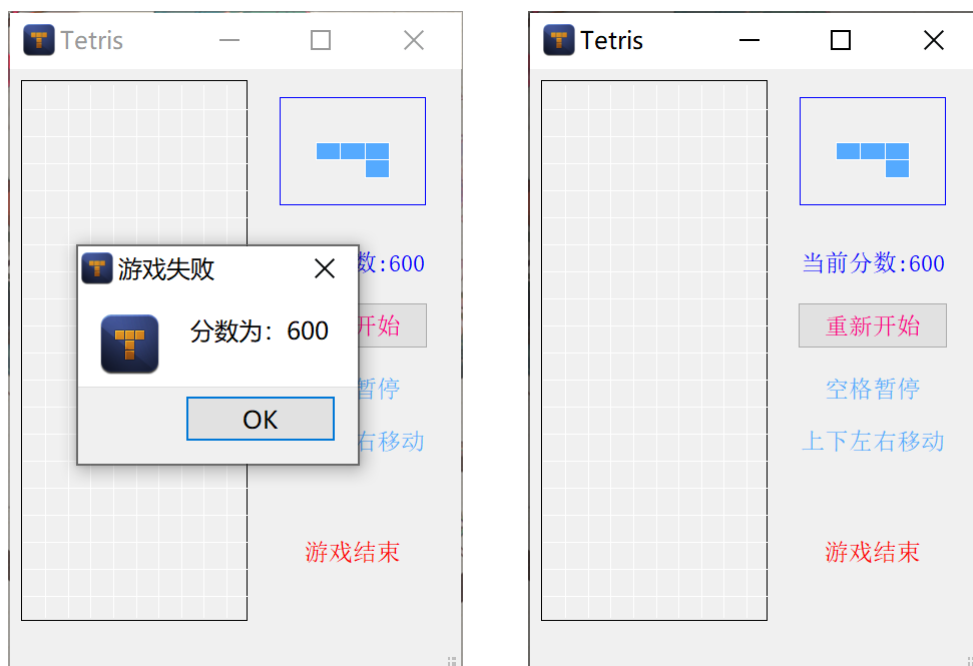 Tetris
数:600
游戏失败
分数为：600
OK
开始
暂停
右移动
游戏结束
Tetris
当前分数:600
重新开始
空格暂停
上下左右移动
游戏结束